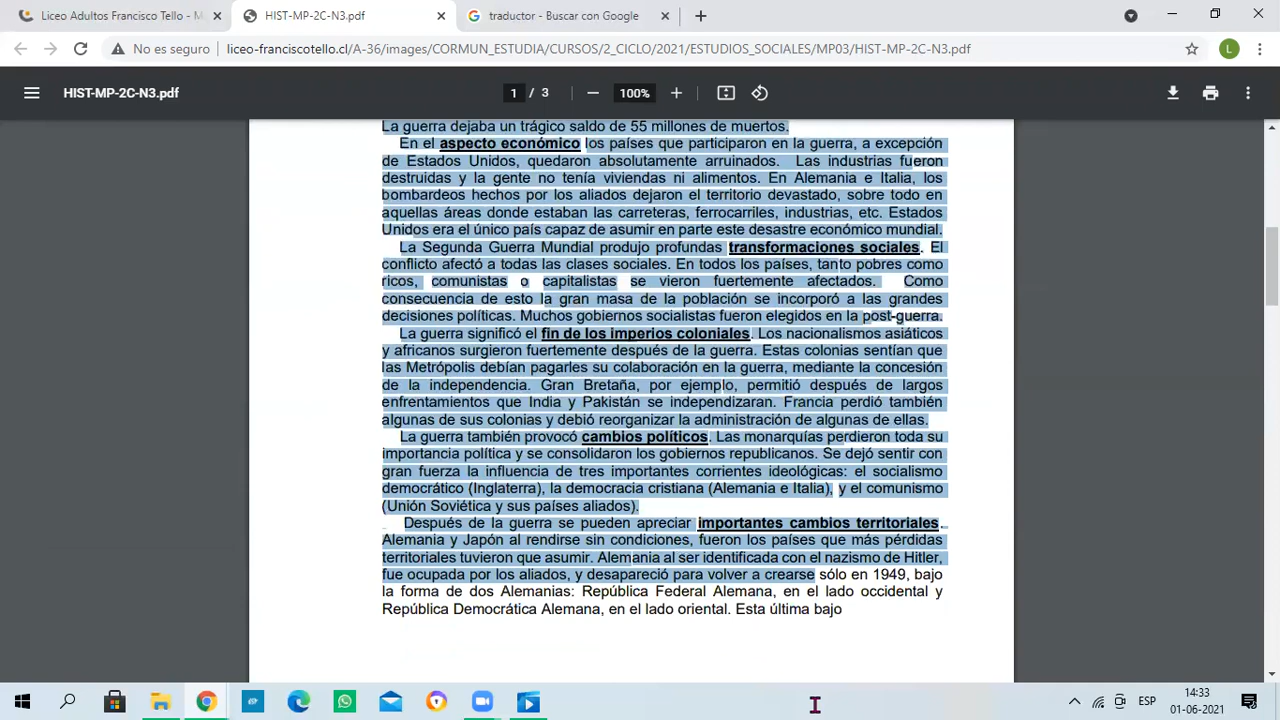 Liceo Adultos Francisco Tello - M
HIST-MP-2C-N3.pdf
traductor - Buscar con Google
No es seguro
liceo-franciscotello.cl/A-36/images/CORMUN_ESTUDIA/CURSOS/2_CICLO/2021/ESTUDIOS_SOCIALES/MP03/HIST-MP-2C-N3.pdf
L
HIST-MP-2C-N3.pdf
1 / 3
100%
La guerra dejaba un trágico saldo de 55 millones de muertos.
En el aspecto económico los países que participaron en la guerra, a excepción
de Estados Unidos, quedaron absolutamente arruinados. Las industrias fueron
destruidas y la gente no tenía viviendas ni alimentos. En Alemania e Italia, los
bombardeos hechos por los aliados dejaron el territorio devastado, sobre todo en
aquellas áreas donde estaban las carreteras, ferrocarriles, industrias, etc. Estados
Unidos era el único país capaz de asumir en parte este desastre económico mundial.
La Segunda Guerra Mundial produjo profundas transformaciones sociales. El
conflicto afectó a todas las clases sociales. En todos los países, tanto pobres como
ricos, comunistas o capitalistas se vieron fuertemente afectados. Como
consecuencia de esto la gran masa de la población se incorporó a las grandes
decisiones políticas. Muchos gobiernos socialistas fueron elegidos en la post-guerra.
La guerra significó el fin de los imperios coloniales. Los nacionalismos asiáticos
y africanos surgieron fuertemente después de la guerra. Estas colonias sentían que
las Metrópolis debían pagarles su colaboración en la guerra, mediante la concesión
de la independencia. Gran Bretaña, por ejemplo, permitió después de largos
enfrentamientos que India y Pakistán se independizaran. Francia perdió también
algunas de sus colonias y debió reorganizar la administración de algunas de ellas.
La guerra también provocó cambios políticos. Las monarquías perdieron toda su
importancia política y se consolidaron los gobiernos republicanos. Se dejó sentir con
gran fuerza la influencia de tres importantes corrientes ideológicas: el socialismo
democrático (Inglaterra), la democracia cristiana (Alemania e Italia), y el comunismo
(Unión Soviética y sus países aliados).
Después de la guerra se pueden apreciar importantes cambios territoriales.
Alemania y Japón al rendirse sin condiciones, fueron los países que más pérdidas
territoriales tuvieron que asumir. Alemania al ser identificada con el nazismo de Hitler,
fue ocupada por los aliados, y desapareció para volver a crearse sólo en 1949, bajo
la forma de dos Alemanias: República Federal Alemana, en el lado occidental y
República Democrática Alemana, en el lado oriental. Esta última bajo
ESP
14:33
01-06-2021